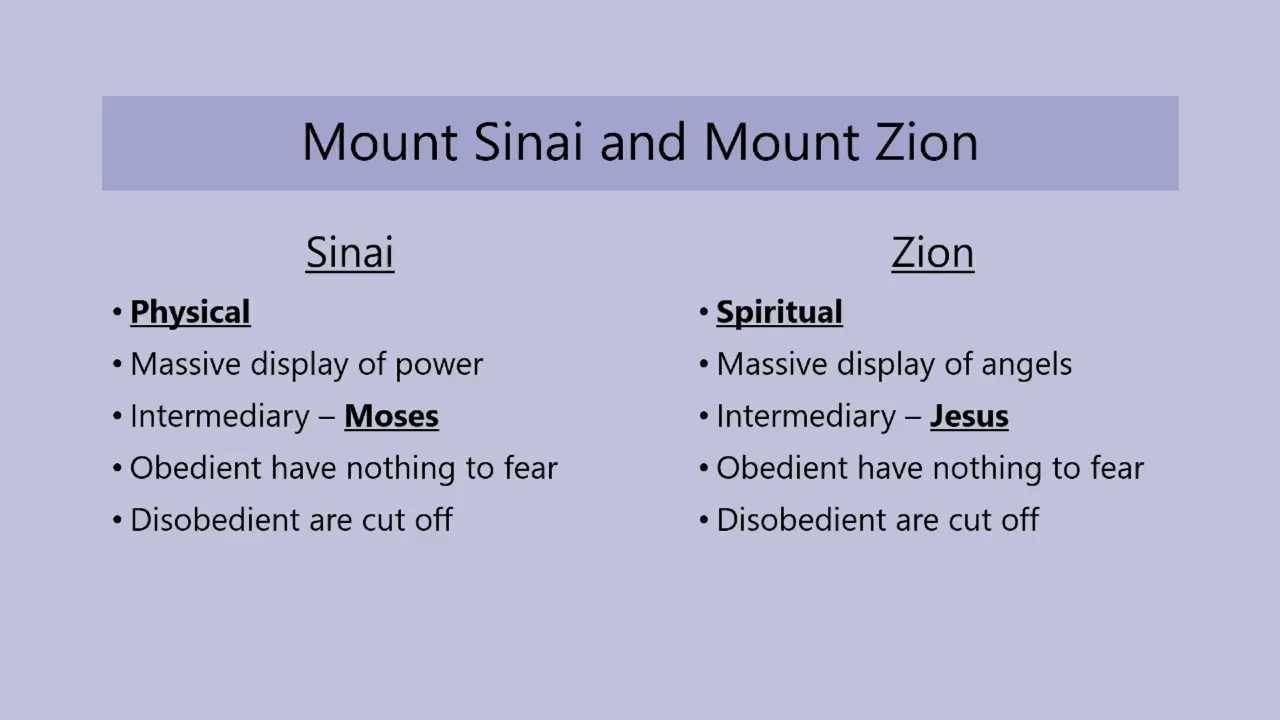 Mount Sinai and Mount Zion
Sinai
• Physical
• Massive display of power
• Intermediary – Moses
• Obedient have nothing to fear
• Disobedient are cut off
Zion
• Spiritual
• Massive display of angels
• Intermediary – Jesus
• Obedient have nothing to fear
• Disobedient are cut off